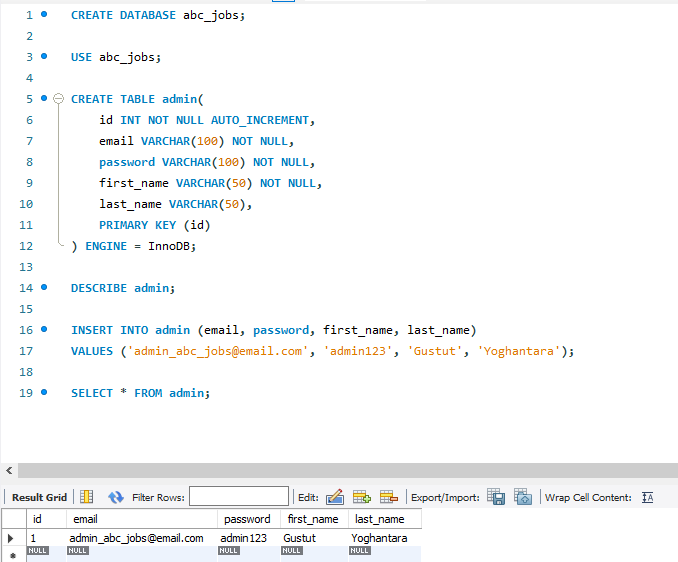 1 CREATE DATABASE abc_jobs;
2
3 USE abc_jobs;
4
5 CREATE TABLE admin(
6 id INT NOT NULL AUTO_INCREMENT,
7 email VARCHAR(100) NOT NULL,
8 password VARCHAR(100) NOT NULL,
9 first_name VARCHAR(50) NOT NULL,
10 last_name VARCHAR(50),
11 PRIMARY KEY (id)
12 ) ENGINE = InnoDB;
13
14 DESCRIBE admin;
15
16 INSERT INTO admin (email, password, first_name, last_name)
17 VALUES ('admin_abc_jobs@email.com', 'admin123', 'Gustut', 'Yoghantara');
18
19 SELECT * FROM admin;
Result Grid Filter Rows: Edit: Export/Import: Wrap Cell Content: IA
id email password first_name last_name
1 admin_abc_jobs@email.com admin123 Gustut Yoghantara
NULL NULL NULL NULL NULL